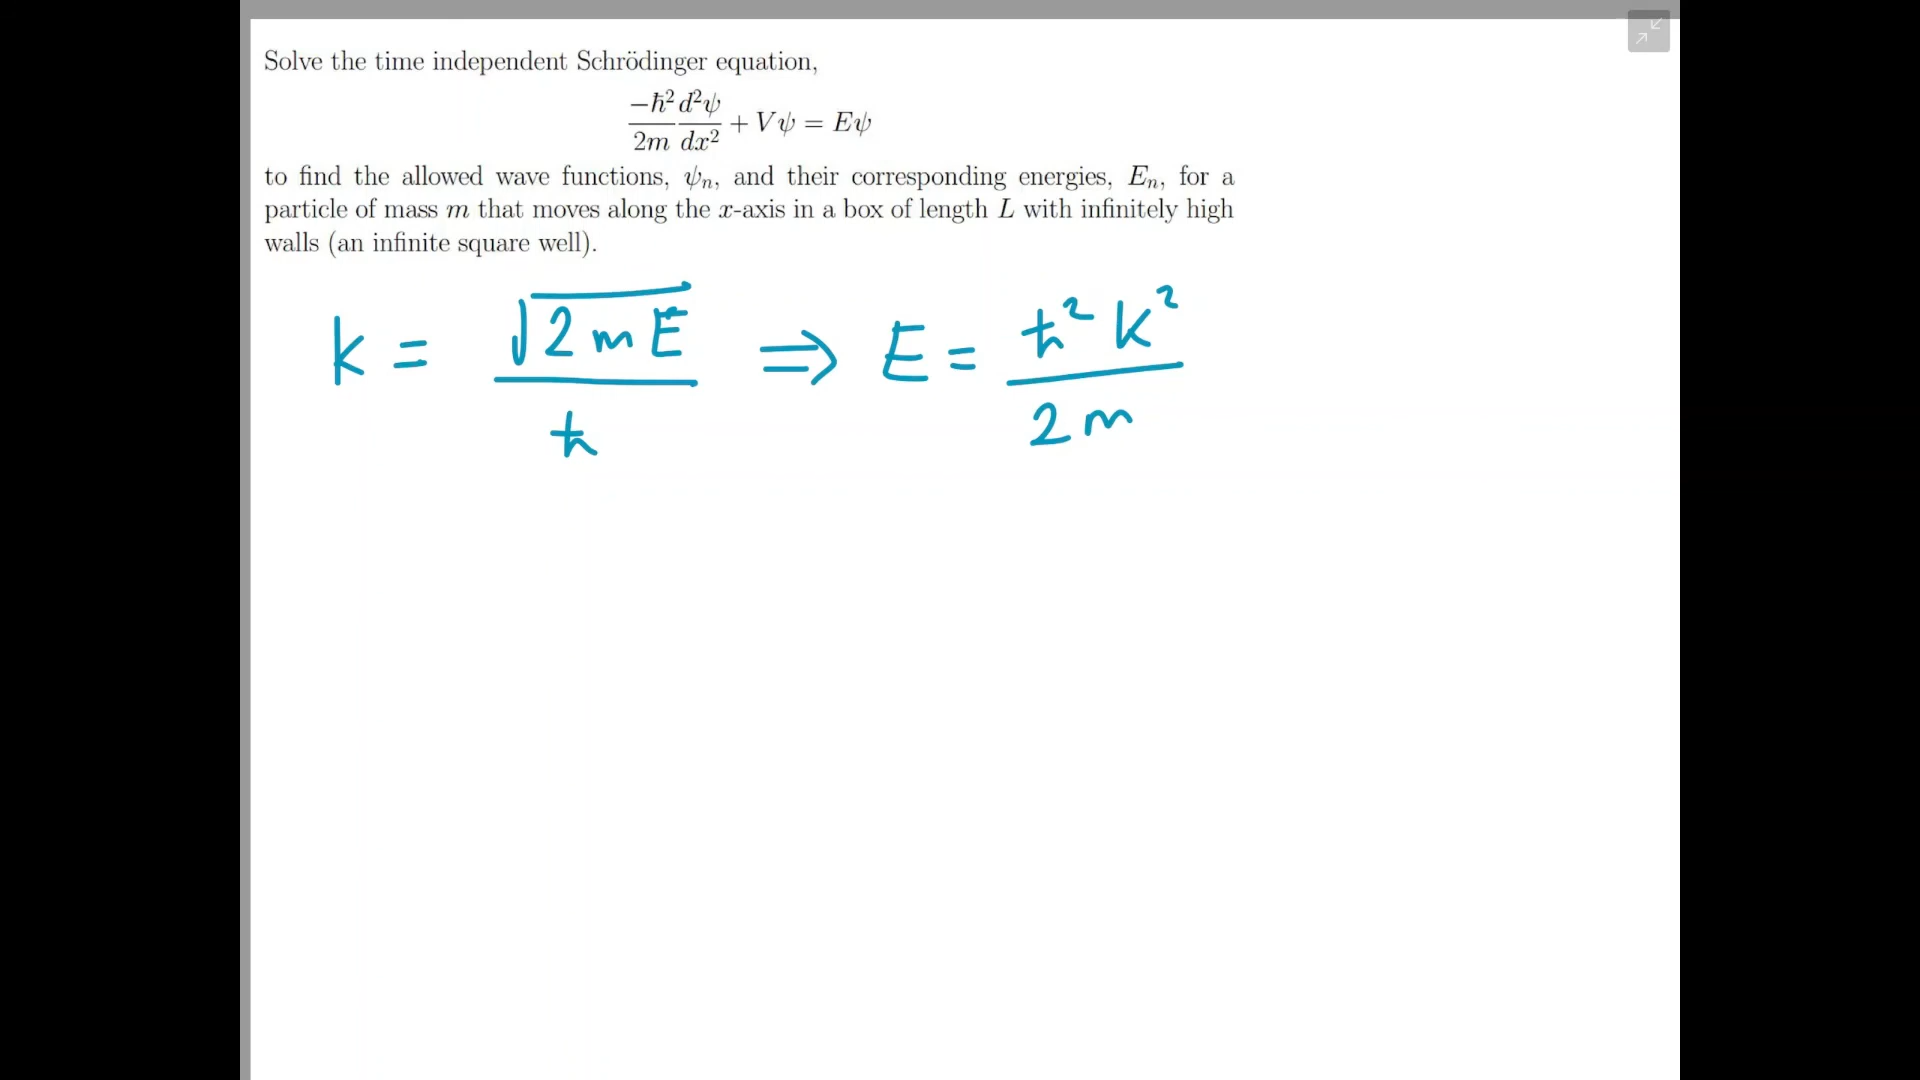 Solve the time independent Schrödinger equation,
−ħ²/2m d²ψ/dx² + Vψ = Eψ
to find the allowed wave functions, ψₙ, and their corresponding energies, Eₙ, for a
particle of mass m that moves along the x-axis in a box of length L with infinitely high
walls (an infinite square well).
k = √(2mE)/ħ ⇒ E = ħ²k²/2m